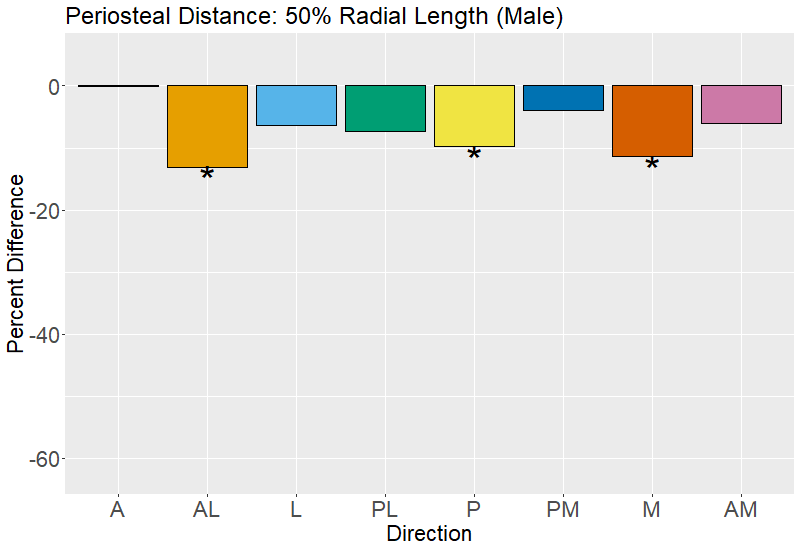 Periosteal Distance: 50% Radial Length (Male)
Percent Difference
0
-20
-40
-60
*
*
*
A AL L PL P PM M AM
Direction